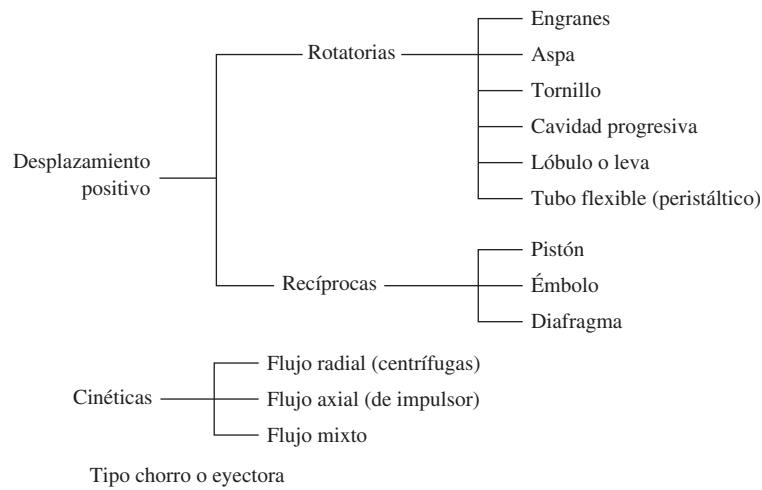 Desplazamiento
positivo
Rotatorias
Engranes
Aspa
Tornillo
Cavidad progresiva
Lóbulo o leva
Tubo flexible (peristáltico)
Recíprocas
Pistón
Émbolo
Diafragma
Cinéticas
Flujo radial (centrífugas)
Flujo axial (de impulsor)
Flujo mixto
Tipo chorro o eyectora